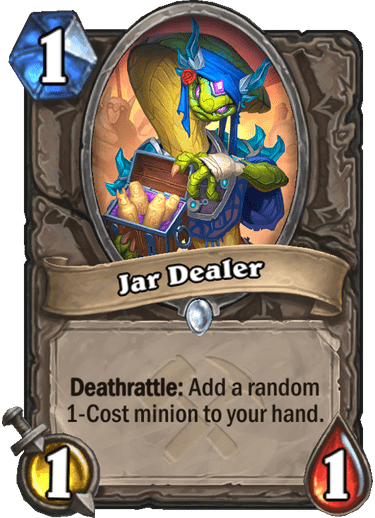 1
Jar Dealer
Deathrattle: Add a random
1-Cost minion to your hand.
1
1